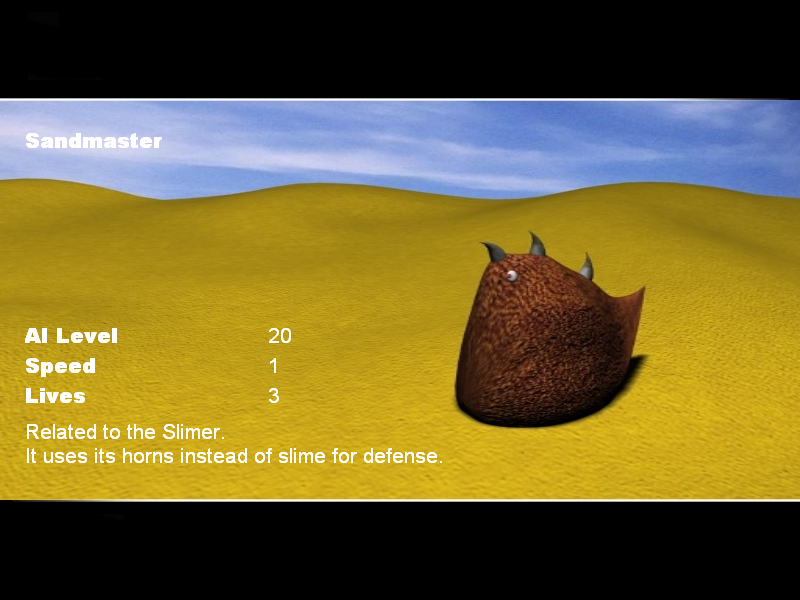 Sandmaster
AI Level 20
Speed 1
Lives 3
Related to the Slimer.
It uses its horns instead of slime for defense.